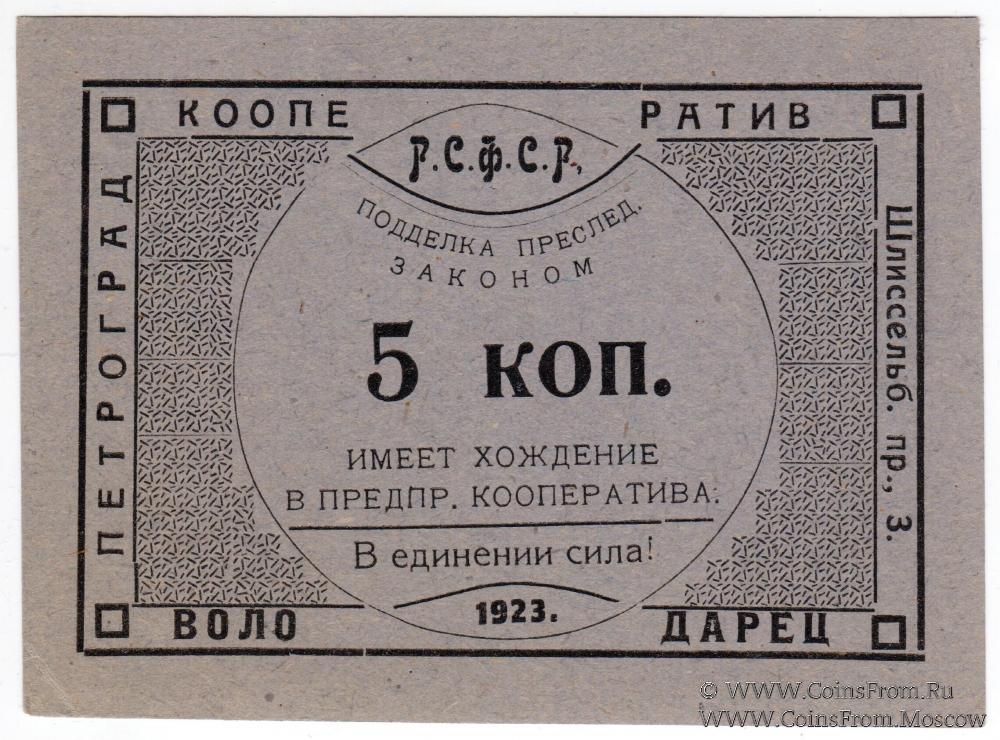 КООПЕ РАТИВ
Р.С.Ф.С.Р.
ПЕТРОГРАД
ПОДДЕЛКА ПРЕСЛЕД.
ЗАКОНОМ
5 КОП.
ИМЕЕТ ХОЖДЕНИЕ
В ПРЕДПР. КООПЕРАТИВА.
В единении сила!
1923.
Шлиссельб. пр., 3.
ВОЛО ДАРЕЦ
© WWW.CoinsFrom.Ru
WWW.CoinsFrom.Moscow